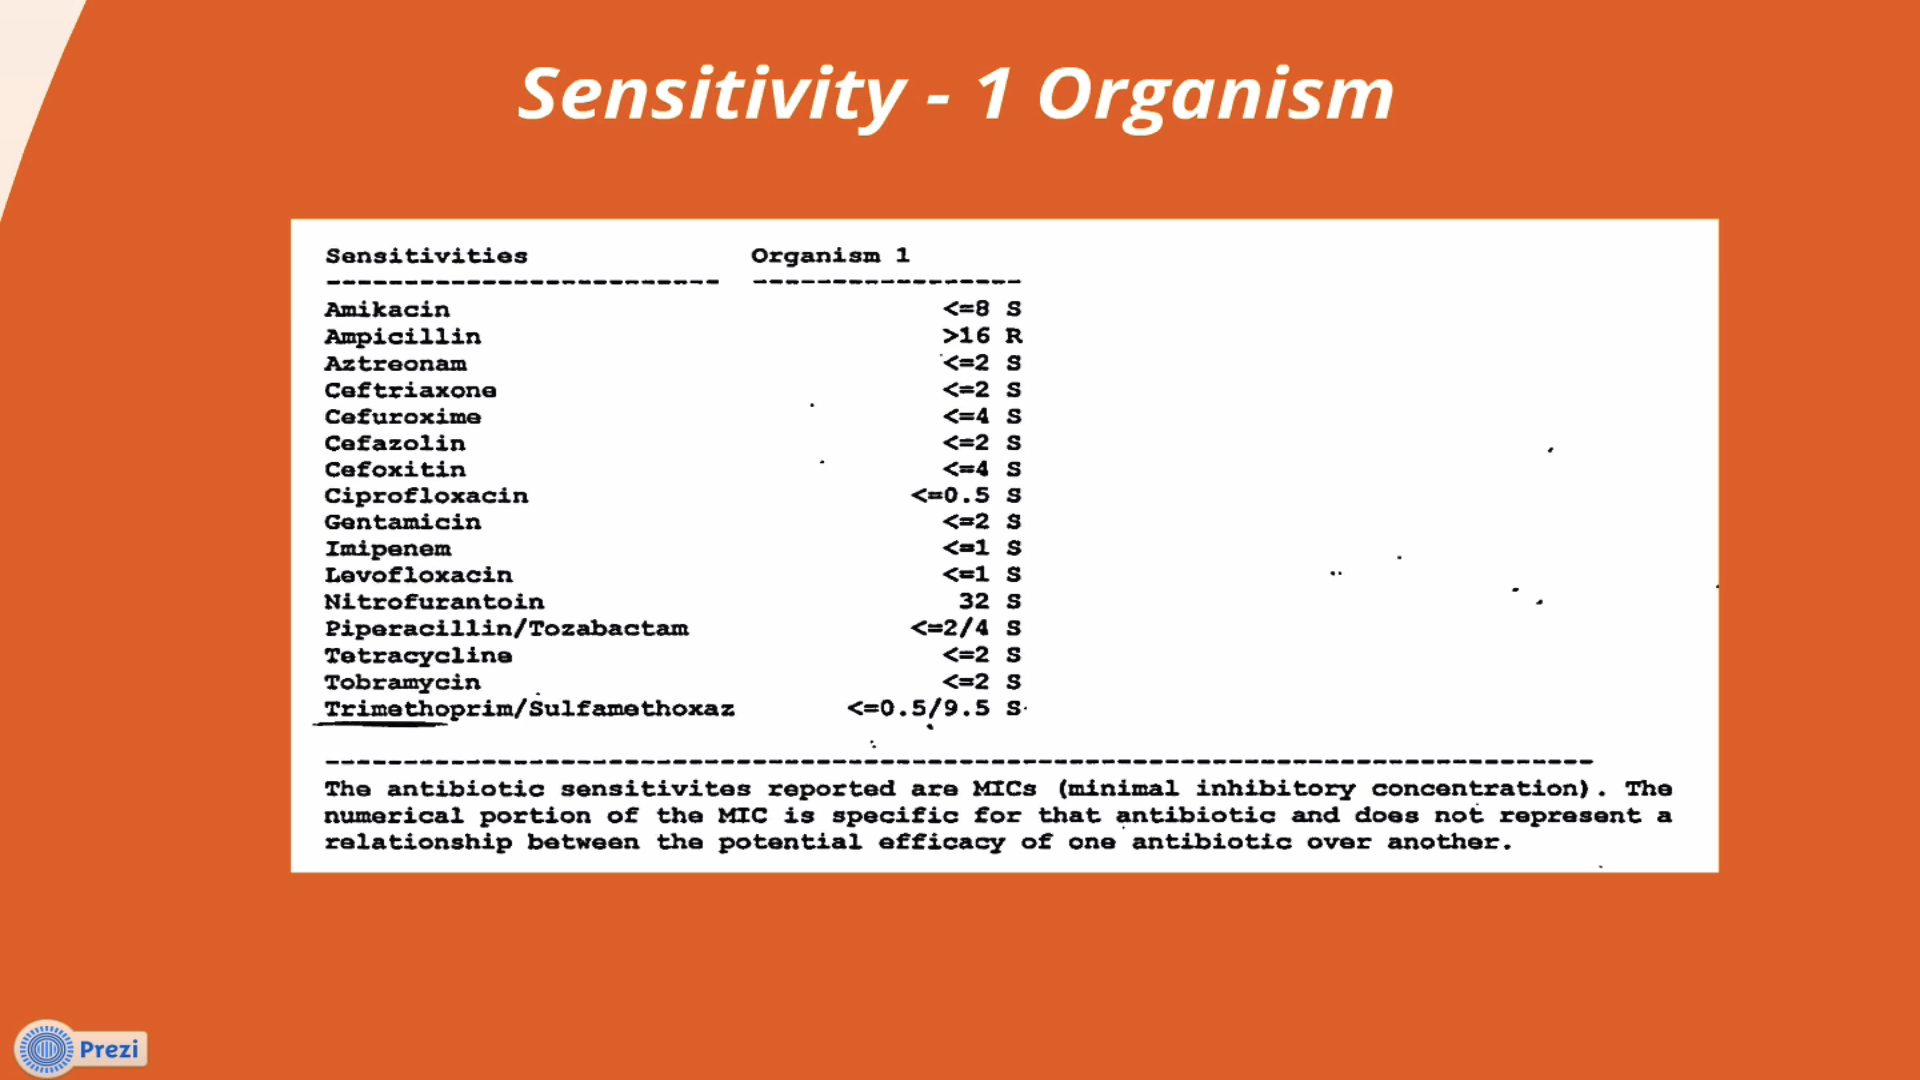 Sensitivity - 1 Organism
Sensitivities Organism 1
Amikacin <=8 S
Ampicillin >16 R
Aztreonam <=2 S
Ceftriaxone <=2 S
Cefuroxime <=4 S
Cefazolin <=2 S
Cefoxitin <=4 S
Ciprofloxacin <=0.5 S
Gentamicin <=2 S
Imipenem <=1 S
Levofloxacin <=1 S
Nitrofurantoin 32 S
Piperacillin/Tozabactam <=2/4 S
Tetracycline <=2 S
Tobramycin <=2 S
Trimethoprim/Sulfamethoxaz <=0.5/9.5 S
The antibiotic sensitivites reported are MICs (minimal inhibitory concentration). The
numerical portion of the MIC is specific for that antibiotic and does not represent a
relationship between the potential efficacy of one antibiotic over another.
Prezi